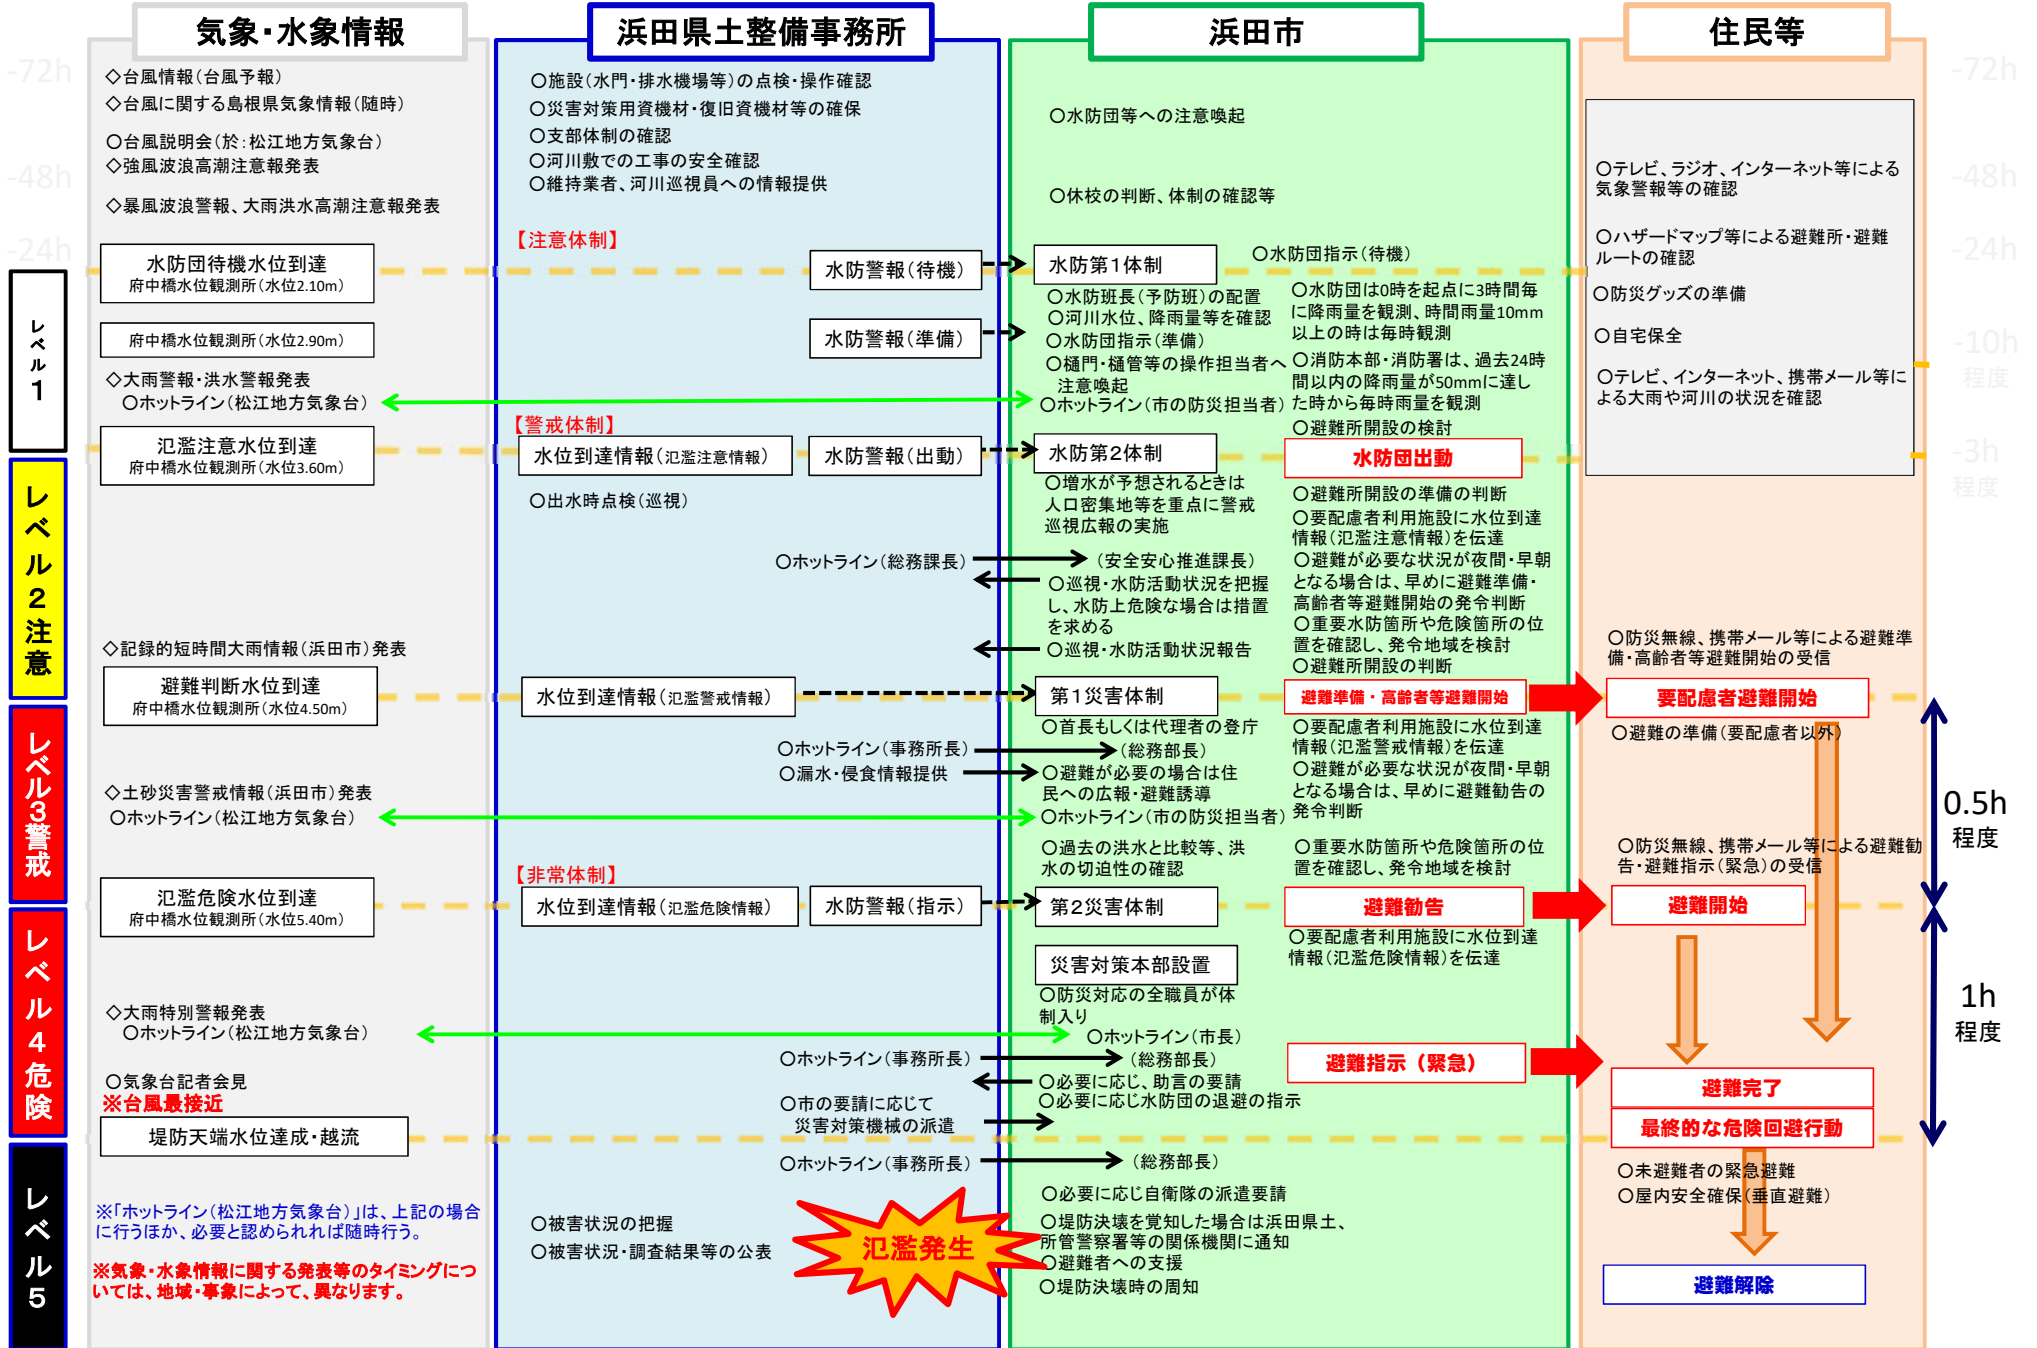 気象・水象情報
浜田県土整備事務所
浜田市
住民等
-72h
-48h
-24h
レベル1
レベル2注意
レベル3警戒
レベル4危険
レベル5
◇台風情報(台風予報)
◇台風に関する島根県気象情報(随時)
○台風説明会(於:松江地方気象台)
◇強風波浪高潮注意報発表
◇暴風波浪警報、大雨洪水高潮注意報発表
水防団待機水位到達
府中橋水位観測所(水位2.10m)
府中橋水位観測所(水位2.90m)
◇大雨警報・洪水警報発表
○ホットライン(松江地方気象台)
氾濫注意水位到達
府中橋水位観測所(水位3.60m)
◇記録的短時間大雨情報(浜田市)発表
避難判断水位到達
府中橋水位観測所(水位4.50m)
◇土砂災害警戒情報(浜田市)発表
○ホットライン(松江地方気象台)
氾濫危険水位到達
府中橋水位観測所(水位5.40m)
◇大雨特別警報発表
○ホットライン(松江地方気象台)
○気象台記者会見
※台風最接近
堤防天端水位達成・越流
※「ホットライン(松江地方気象台)」は、上記の場合
に行うほか、必要と認められれば随時行う。
※気象・水象情報に関する発表等のタイミングにつ
いては、地域・事象によって、異なります。
○施設(水門・排水機場等)の点検・操作確認
○災害対策用資機材・復旧資機材等の確保
○支部体制の確認
○河川敷での工事の安全確認
○維持業者、河川巡視員への情報提供
【注意体制】
水防警報(待機)
水防警報(準備)
【警戒体制】
水位到達情報(氾濫注意情報)
水防警報(出動)
○出水時点検(巡視)
○ホットライン(総務課長)
水位到達情報(氾濫警戒情報)
○ホットライン(事務所長)
○漏水・侵食情報提供
【非常体制】
水位到達情報(氾濫危険情報)
水防警報(指示)
○ホットライン(事務所長)
○市の要請に応じて
災害対策機械の派遣
○ホットライン(事務所長)
○被害状況の把握
○被害状況・調査結果等の公表
氾濫発生
○水防団等への注意喚起
○休校の判断、体制の確認等
水防第1体制
○水防団指示(待機)
○水防班長(予防班)の配置
○河川水位、降雨量等を確認
○水防団指示(準備)
○樋門・樋管等の操作担当者へ
注意喚起
○ホットライン(市の防災担当者)
○水防団は0時を起点に3時間毎
に降雨量を観測、時間雨量10mm
以上の時は毎時観測
○消防本部・消防署は、過去24時
間以内の降雨量が50mmに達し
た時から毎時雨量を観測
○避難所開設の検討
水防第2体制
水防団出動
○増水が予想されるときは
人口密集地等を重点に警戒
巡視広報の実施
(安全安心推進課長)
○巡視・水防活動状況を把握
し、水防上危険な場合は措置
を求める
○巡視・水防活動状況報告
○避難所開設の準備の判断
○要配慮者利用施設に水位到達
情報(氾濫注意情報)を伝達
○避難が必要な状況が夜間・早朝
となる場合は、早めに避難準備・
高齢者等避難開始の発令判断
○重要水防箇所や危険箇所の位
置を確認し、発令地域を検討
○避難所開設の判断
第1災害体制
避難準備・高齢者等避難開始
○首長もしくは代理者の登庁
(総務部長)
○避難が必要の場合は住
民への広報・避難誘導
○ホットライン(市の防災担当者)
○過去の洪水と比較等、洪
水の切迫性の確認
○要配慮者利用施設に水位到達
情報(氾濫警戒情報)を伝達
○避難が必要な状況が夜間・早朝
となる場合は、早めに避難勧告の
発令判断
○重要水防箇所や危険箇所の位
置を確認し、発令地域を検討
第2災害体制
避難勧告
○要配慮者利用施設に水位到達
情報(氾濫危険情報)を伝達
災害対策本部設置
○防災対応の全職員が体
制入り
○ホットライン(市長)
(総務部長)
避難指示(緊急)
○必要に応じ、助言の要請
○必要に応じ水防団の退避の指示
(総務部長)
○必要に応じ自衛隊の派遣要請
○堤防決壊を覚知した場合は浜田県土、
所管警察署等の関係機関に通知
○避難者への支援
○堤防決壊時の周知
○テレビ、ラジオ、インターネット等による
気象警報等の確認
○ハザードマップ等による避難所・避難
ルートの確認
○防災グッズの準備
○自宅保全
○テレビ、インターネット、携帯メール等に
よる大雨や河川の状況を確認
○防災無線、携帯メール等による避難準
備・高齢者等避難開始の受信
要配慮者避難開始
○避難の準備(要配慮者以外)
○防災無線、携帯メール等による避難勧
告・避難指示(緊急)の受信
避難開始
避難完了
最終的な危険回避行動
○未避難者の緊急避難
○屋内安全確保(垂直避難)
避難解除
-72h
-48h
-24h
-10h
程度
-3h
程度
0.5h
程度
1h
程度